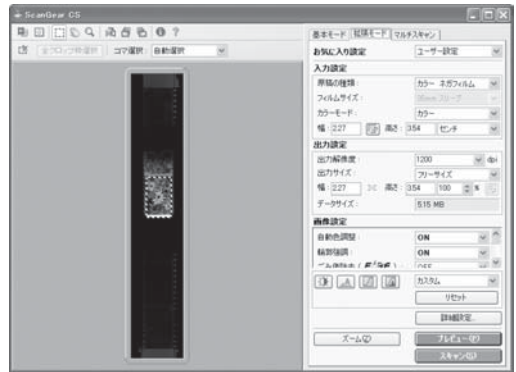 ScanGear CS
全コマ/枠選択 コマ選択: 自動選択
基本モード 拡張モード マルチスキャン
お気に入り設定 ユーザー設定
入力設定
原稿の種類: カラー ネガフィルム
フィルムサイズ: 35mm
カラーモード: カラー
幅: 2.27 高さ: 3.54 センチ
出力設定
出力解像度: 1200 dpi
出力サイズ: フリーサイズ
幅: 2.27 高さ: 3.54 100 %
データサイズ: 5.15 MB
画像設定
自動色調整: ON
輪郭強調: ON
OFF
カスタム
リセット
詳細設定...
ズーム(Z) プレビュー(P)
スキャン(S)